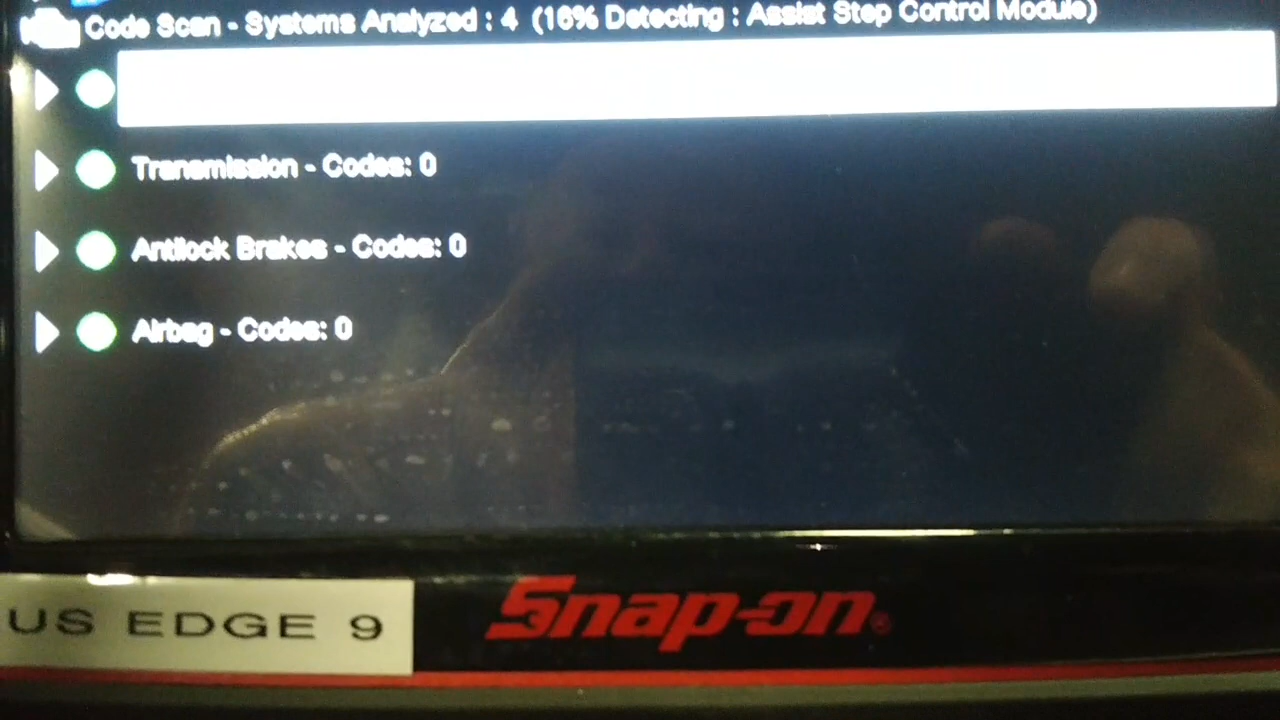 Code Scan - Systems Analyzed : 4 (16% Detecting : Assist Step Control Module)
Transmission - Codes: 0
Antilock Brakes - Codes: 0
Airbag - Codes: 0
US EDGE 9
Snap-on®